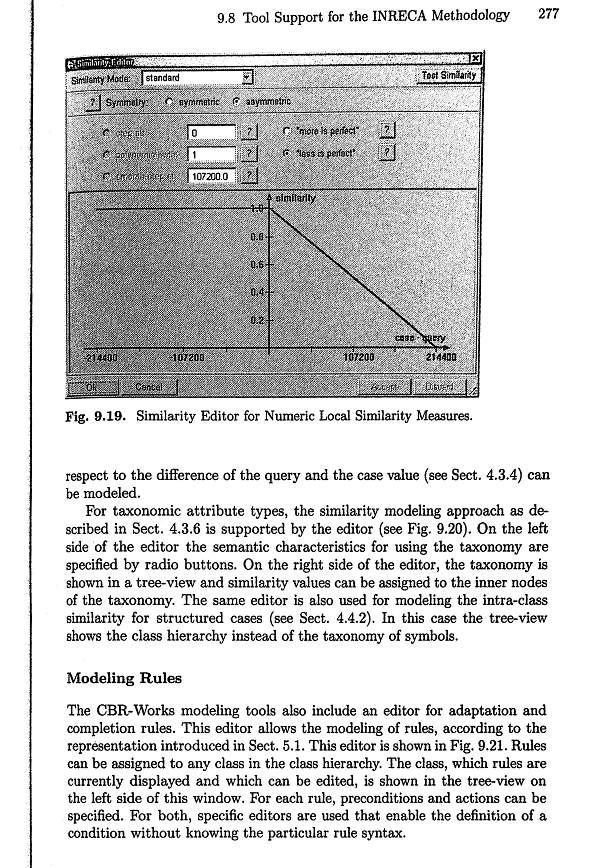 9.8 Tool Support for the INRECA Methodology 277
Similarity Editor
Similarity Mode: standard Test Similarity
? Symmetry: symmetric asymmetric
step at: 0 ? "more is perfect" ?
1 ? "less is perfect" ?
107200.0 ?
similarity
1.0
0.8
0.6
0.4
0.2
case - query
-214400 -107200 107200 214400
OK Cancel Accept Discard
Fig. 9.19. Similarity Editor for Numeric Local Similarity Measures.
respect to the difference of the query and the case value (see Sect. 4.3.4) can
be modeled.
For taxonomic attribute types, the similarity modeling approach as de-
scribed in Sect. 4.3.6 is supported by the editor (see Fig. 9.20). On the left
side of the editor the semantic characteristics for using the taxonomy are
specified by radio buttons. On the right side of the editor, the taxonomy is
shown in a tree-view and similarity values can be assigned to the inner nodes
of the taxonomy. The same editor is also used for modeling the intra-class
similarity for structured cases (see Sect. 4.4.2). In this case the tree-view
shows the class hierarchy instead of the taxonomy of symbols.
Modeling Rules
The CBR-Works modeling tools also include an editor for adaptation and
completion rules. This editor allows the modeling of rules, according to the
representation introduced in Sect. 5.1. This editor is shown in Fig. 9.21. Rules
can be assigned to any class in the class hierarchy. The class, which rules are
currently displayed and which can be edited, is shown in the tree-view on
the left side of this window. For each rule, preconditions and actions can be
specified. For both, specific editors are used that enable the definition of a
condition without knowing the particular rule syntax.